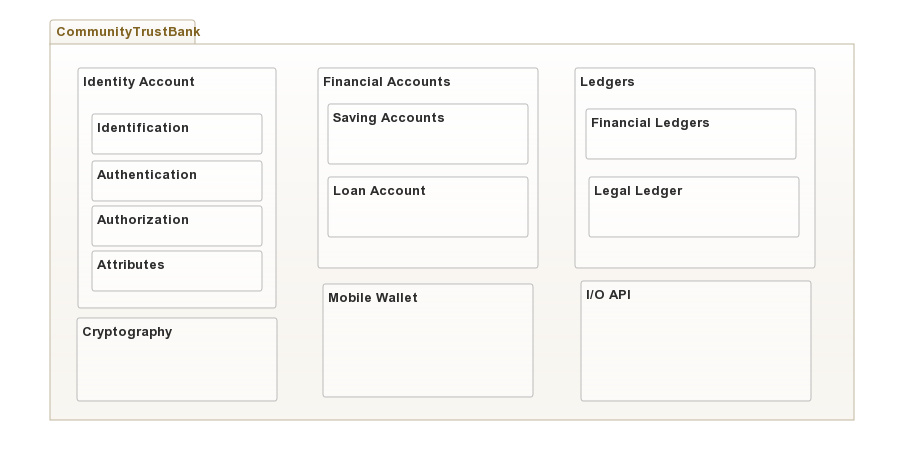 CommunityTrustBank
Identity Account
Identification
Authentication
Authorization
Attributes
Cryptography
Financial Accounts
Saving Accounts
Loan Account
Mobile Wallet
Ledgers
Financial Ledgers
Legal Ledger
I/O API